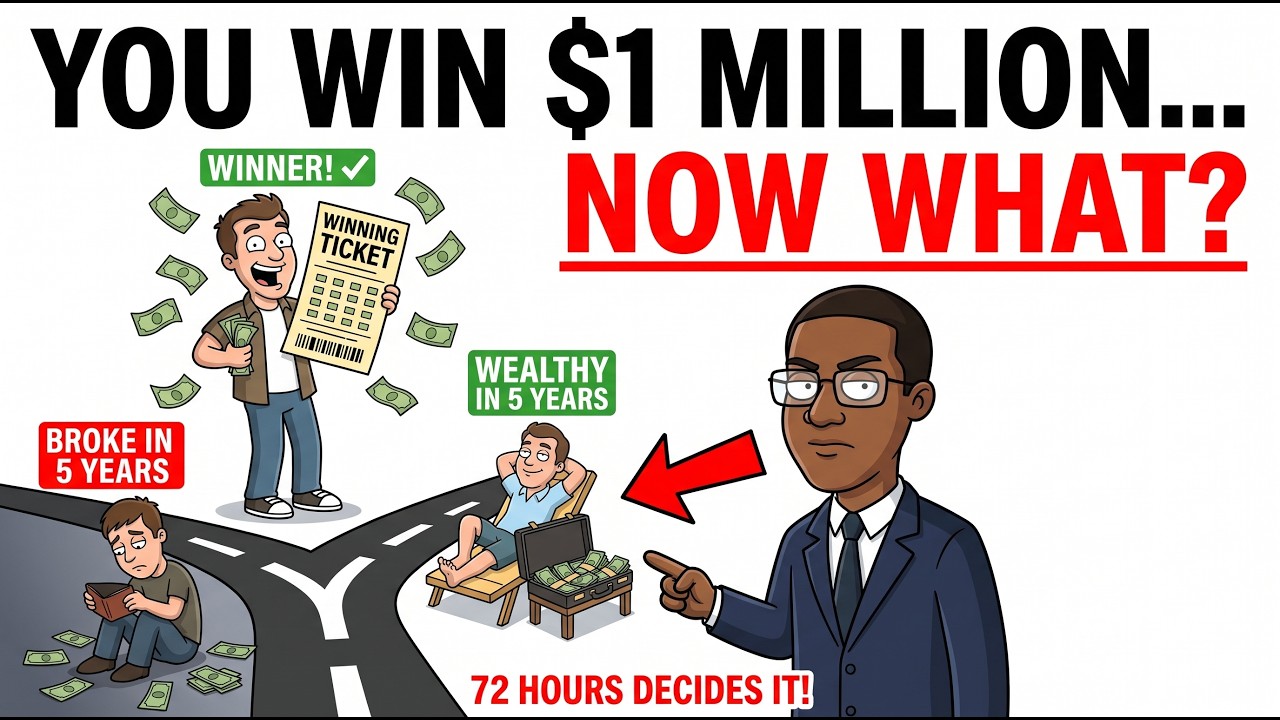 YOU WIN $1 MILLION...
NOW WHAT?
WINNER! ✓
WINNING
TICKET
WEALTHY
IN 5 YEARS
BROKE IN
5 YEARS
72 HOURS DECIDES IT!